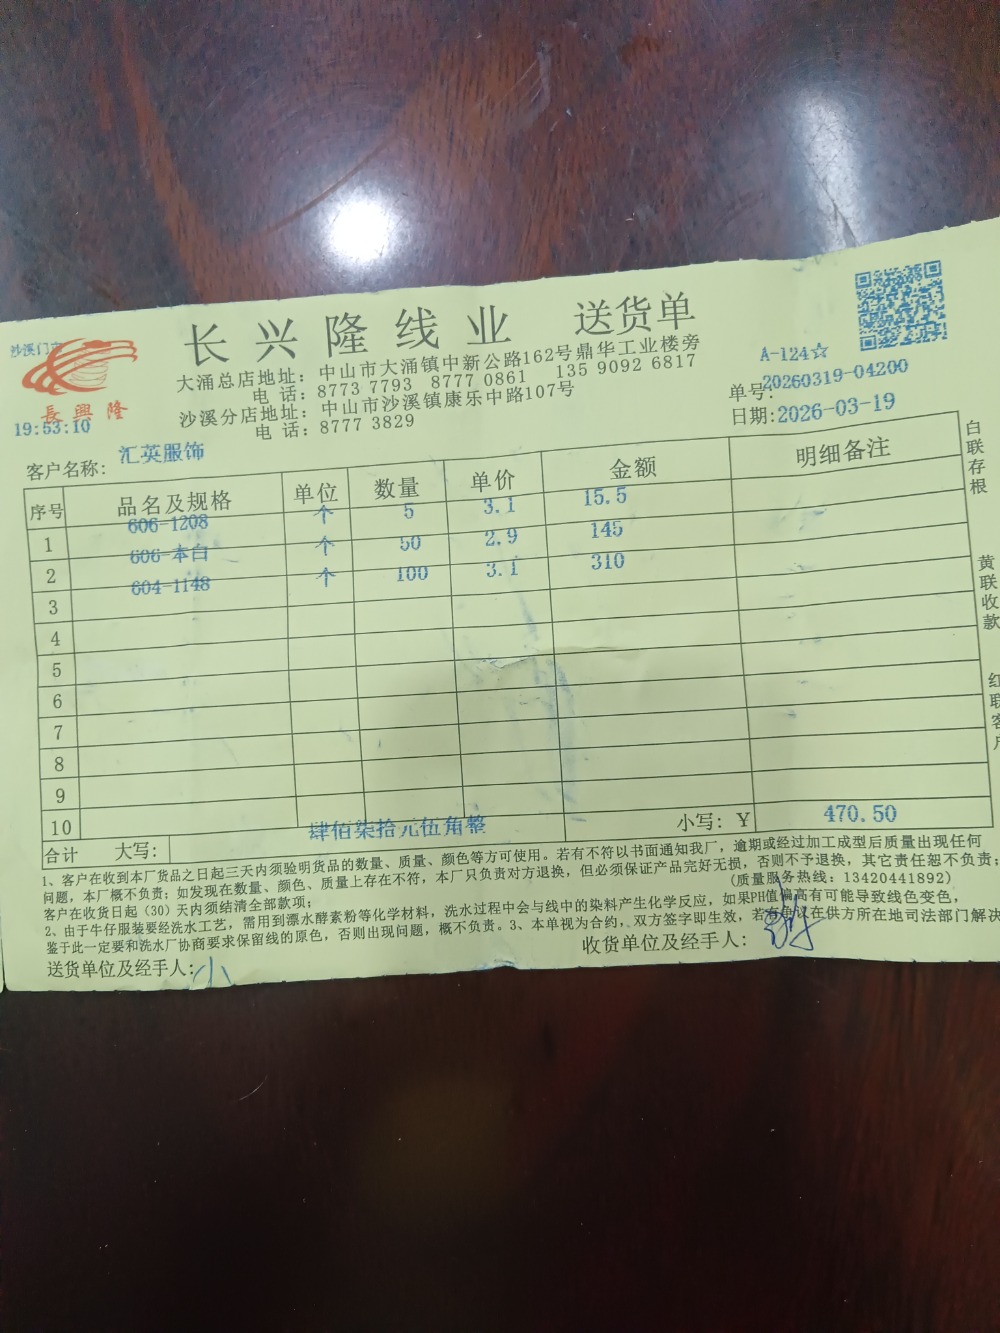 沙溪门市
長興隆
19:53:10
长兴隆线业 送货单
大涌总店地址：中山市大涌镇中新公路162号鼎华工业楼旁
电 话：8773 7793 8777 0861 135 9092 6817
沙溪分店地址：中山市沙溪镇康乐中路107号
电 话：8777 3829
A-124☆
单号：20260319-04200
日期:2026-03-19
客户名称：汇英服饰
序号 品名及规格 单位 数量 单价 金额 明细备注
1 606-1208 个 5 3.1 15.5
2 606-本白 个 50 2.9 145
3 604-1148 个 100 3.1 310
4
5
6
7
8
9
10
合计 大写：肆佰柒拾元伍角整 小写：￥ 470.50
白联存根
黄联收款
红联客户
1、客户在收到本厂货品之日起三天内须验明货品的数量、质量、颜色等方可使用。若有不符以书面通知我厂，逾期或经过加工成型后质量出现任何
问题，本厂概不负责；如发现在数量、颜色、质量上存在不符，本厂只负责对方退换，但必须保证产品完好无损，否则不予退换，其它责任恕不负责；
客户在收货日起（30）天内须结清全部款项； (质量服务热线：13420441892)
2、由于牛仔服装要经洗水工艺，需用到漂水酵素粉等化学材料，洗水过程中会与线中的染料产生化学反应，如果PH值偏高有可能导致线色变色，
鉴于此一定要和洗水厂协商要求保留线的原色，否则出现问题，概不负责。3、本单视为合约，双方签字即生效，若有争议在供方所在地司法部门解决
送货单位及经手人：小
收货单位及经手人：